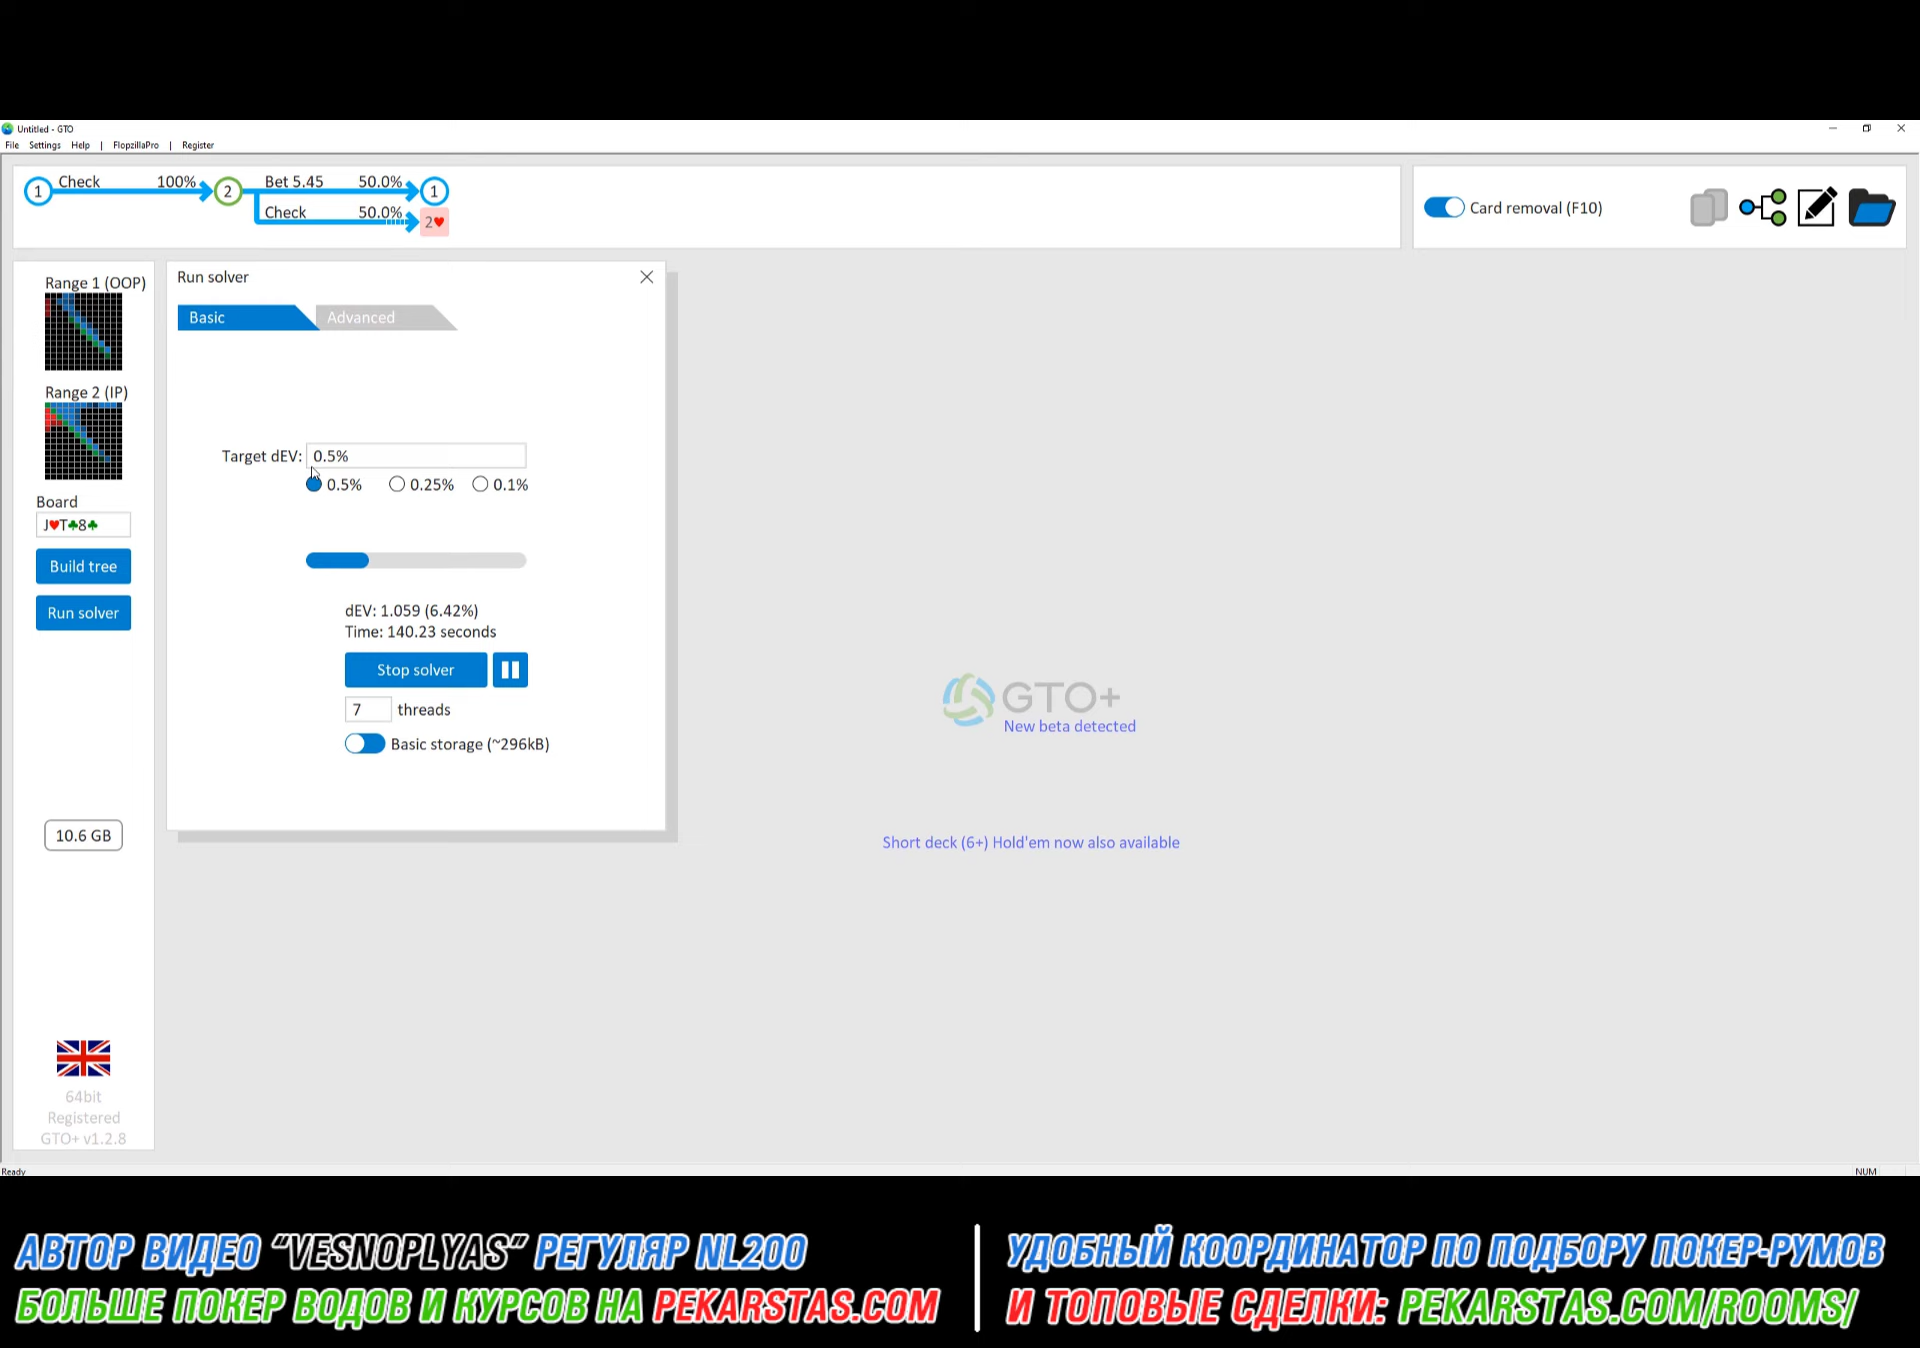 Untitled - GTO
File Settings Help | FlopzillaPro | Register
1 Check 100% 2 Bet 5.45 50.0% 1
Check 50.0% 2♥
Card removal (F10)
Range 1 (OOP)
Range 2 (IP)
Board
J♥T♣8♣
Build tree
Run solver
10.6 GB
64bit
Registered
GTO+ v1.2.8
Run solver
Basic
Advanced
Target dEV: 0.5%
0.5% 0.25% 0.1%
dEV: 1.059 (6.42%)
Time: 140.23 seconds
Stop solver
7 threads
Basic storage (~296kB)
GTO+
New beta detected
Short deck (6+) Hold'em now also available
Ready
NUM
АВТОР ВИДЕО “VESNOPLYAS” РЕГУЛЯР NL200
БОЛЬШЕ ПОКЕР ВОДОВ И КУРСОВ НА PEKARSTAS.COM
УДОБНЫЙ КООРДИНАТОР ПО ПОДБОРУ ПОКЕР-РУМОВ
И ТОПОВЫЕ СДЕЛКИ: PEKARSTAS.COM/ROOMS/